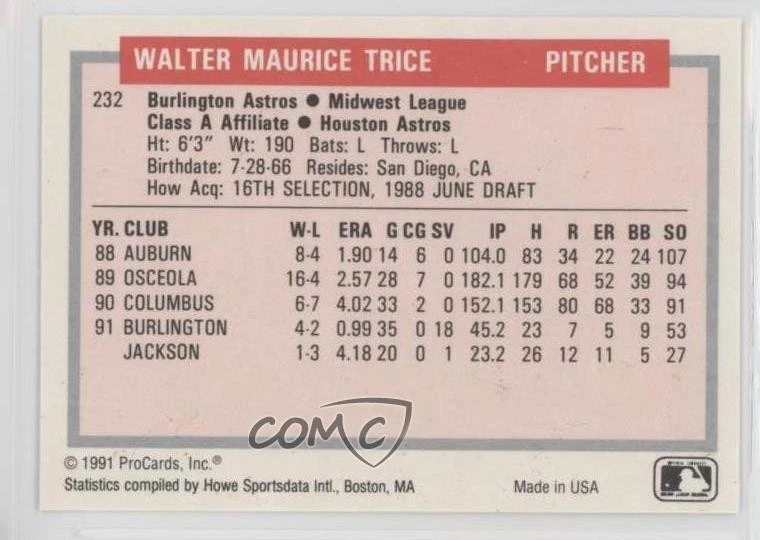 WALTER MAURICE TRICE PITCHER
232 Burlington Astros ● Midwest League
Class A Affiliate ● Houston Astros
Ht: 6'3" Wt: 190 Bats: L Throws: L
Birthdate: 7-28-66 Resides: San Diego, CA
How Acq: 16TH SELECTION, 1988 JUNE DRAFT
YR. CLUB W-L ERA G CG SV IP H R ER BB SO
88 AUBURN 8-4 1.90 14 6 0 104.0 83 34 22 24 107
89 OSCEOLA 16-4 2.57 28 7 0 182.1 179 68 52 39 94
90 COLUMBUS 6-7 4.02 33 2 0 152.1 153 80 68 33 91
91 BURLINGTON 4-2 0.99 35 0 18 45.2 23 7 5 9 53
JACKSON 1-3 4.18 20 0 1 23.2 26 12 11 5 27
COMC
© 1991 ProCards, Inc.®
Statistics compiled by Howe Sportsdata Intl., Boston, MA Made in USA